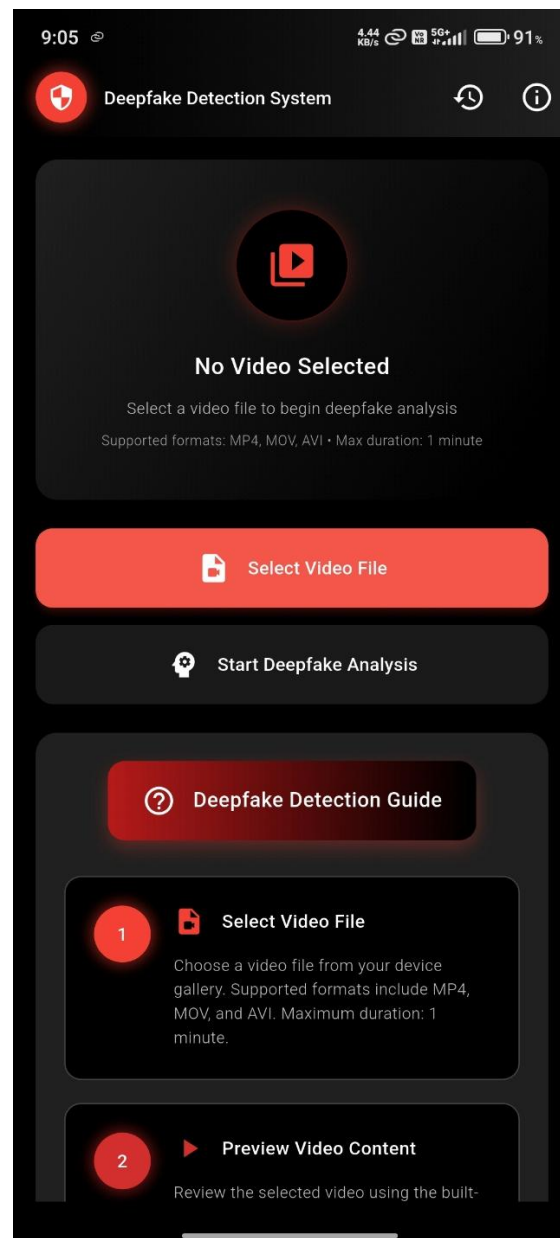 9:05
4.44 KB/s Vo NR 5G+ 91%
Deepfake Detection System
No Video Selected
Select a video file to begin deepfake analysis
Supported formats: MP4, MOV, AVI • Max duration: 1 minute
Select Video File
Start Deepfake Analysis
Deepfake Detection Guide
1
Select Video File
Choose a video file from your device
gallery. Supported formats include MP4,
MOV, and AVI. Maximum duration: 1
minute.
2
Preview Video Content
Review the selected video using the built-